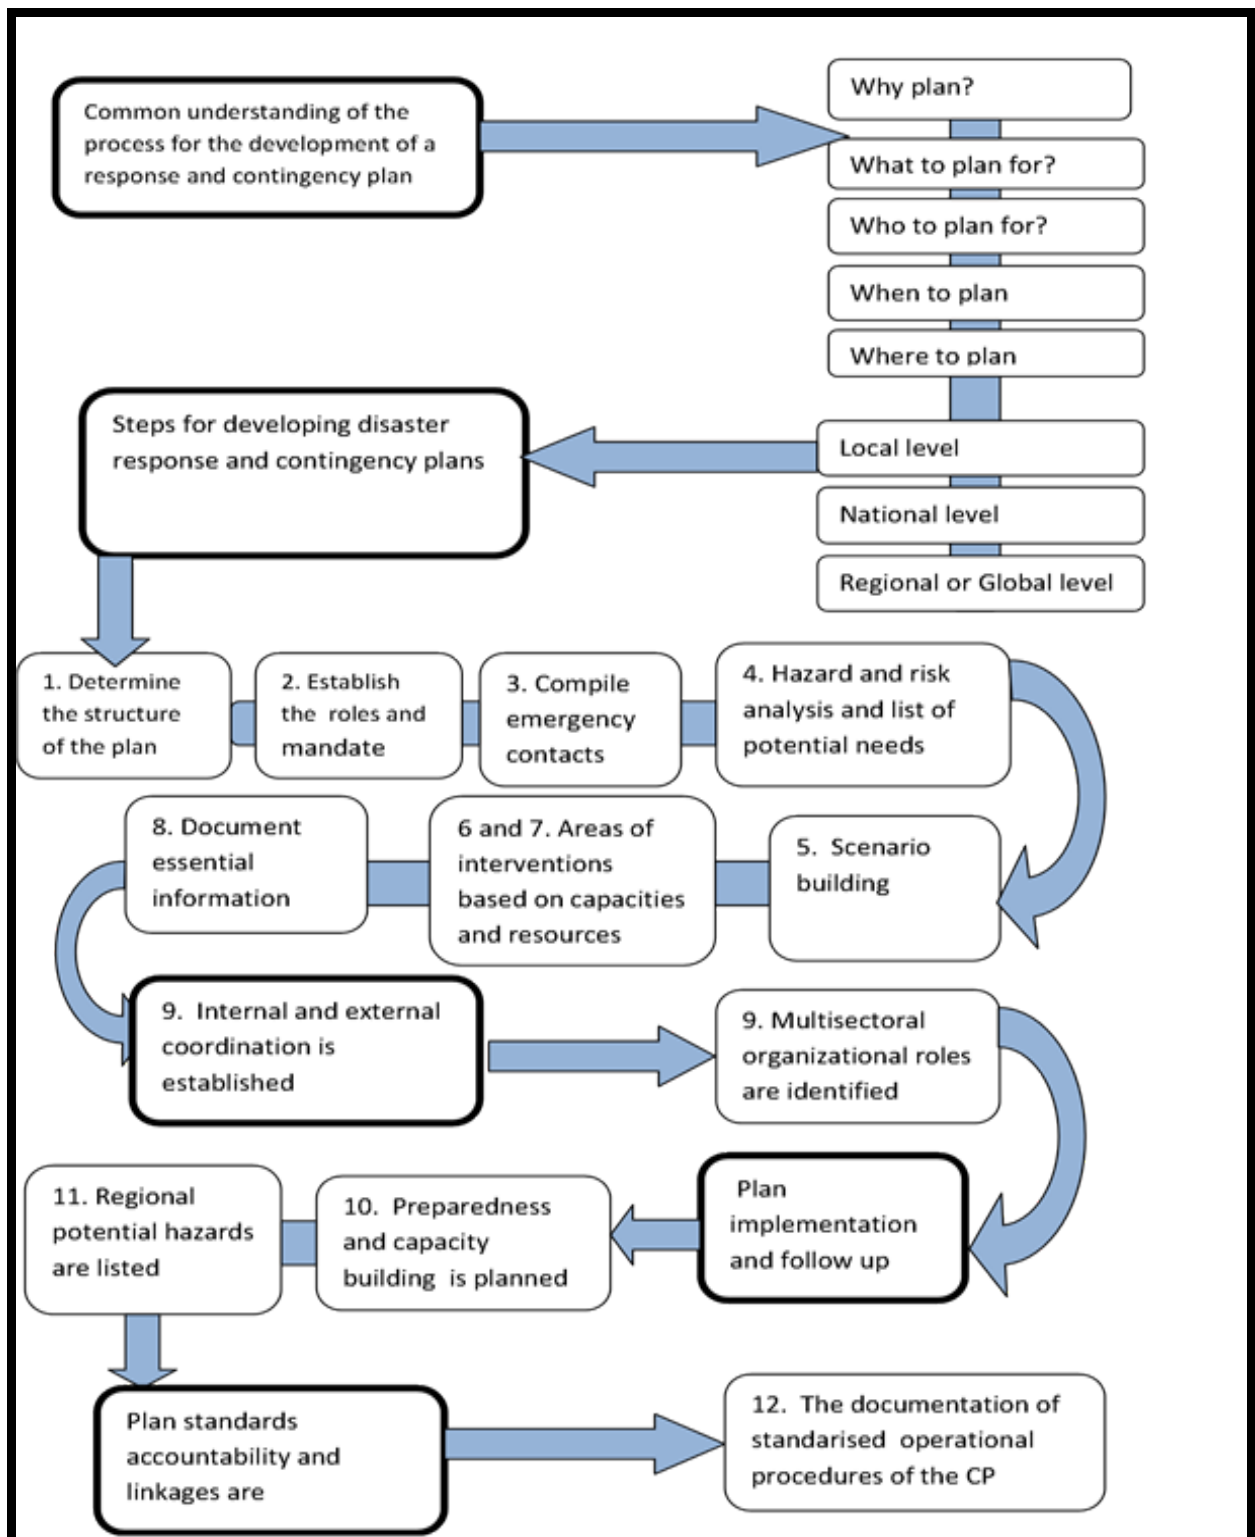 Common understanding of the
process for the development of a
response and contingency plan
Why plan?
What to plan for?
Who to plan for?
When to plan
Where to plan
Local level
National level
Regional or Global level
Steps for developing disaster
response and contingency plans
1. Determine
the structure
of the plan
2. Establish
the roles and
mandate
3. Compile
emergency
contacts
4. Hazard and risk
analysis and list of
potential needs
5. Scenario
building
6 and 7. Areas of
interventions
based on capacities
and resources
8. Document
essential
information
9. Internal and external
coordination is
established
9. Multisectoral
organizational roles
are identified
Plan
implementation
and follow up
10. Preparedness
and capacity
building is planned
11. Regional
potential hazards
are listed
Plan standards
accountability and
linkages are
12. The documentation of
standarised operational
procedures of the CP